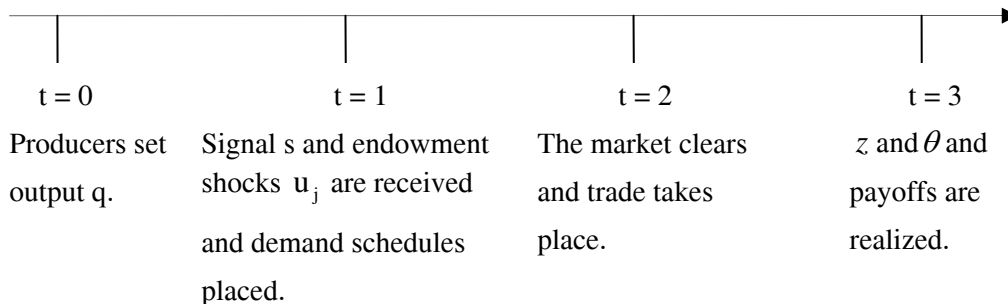 t = 0
t = 1
t = 2
t = 3
Producers set
output q.
Signal s and endowment
shocks u_j are received
and demand schedules
placed.
The market clears
and trade takes
place.
z and θ and
payoffs are
realized.